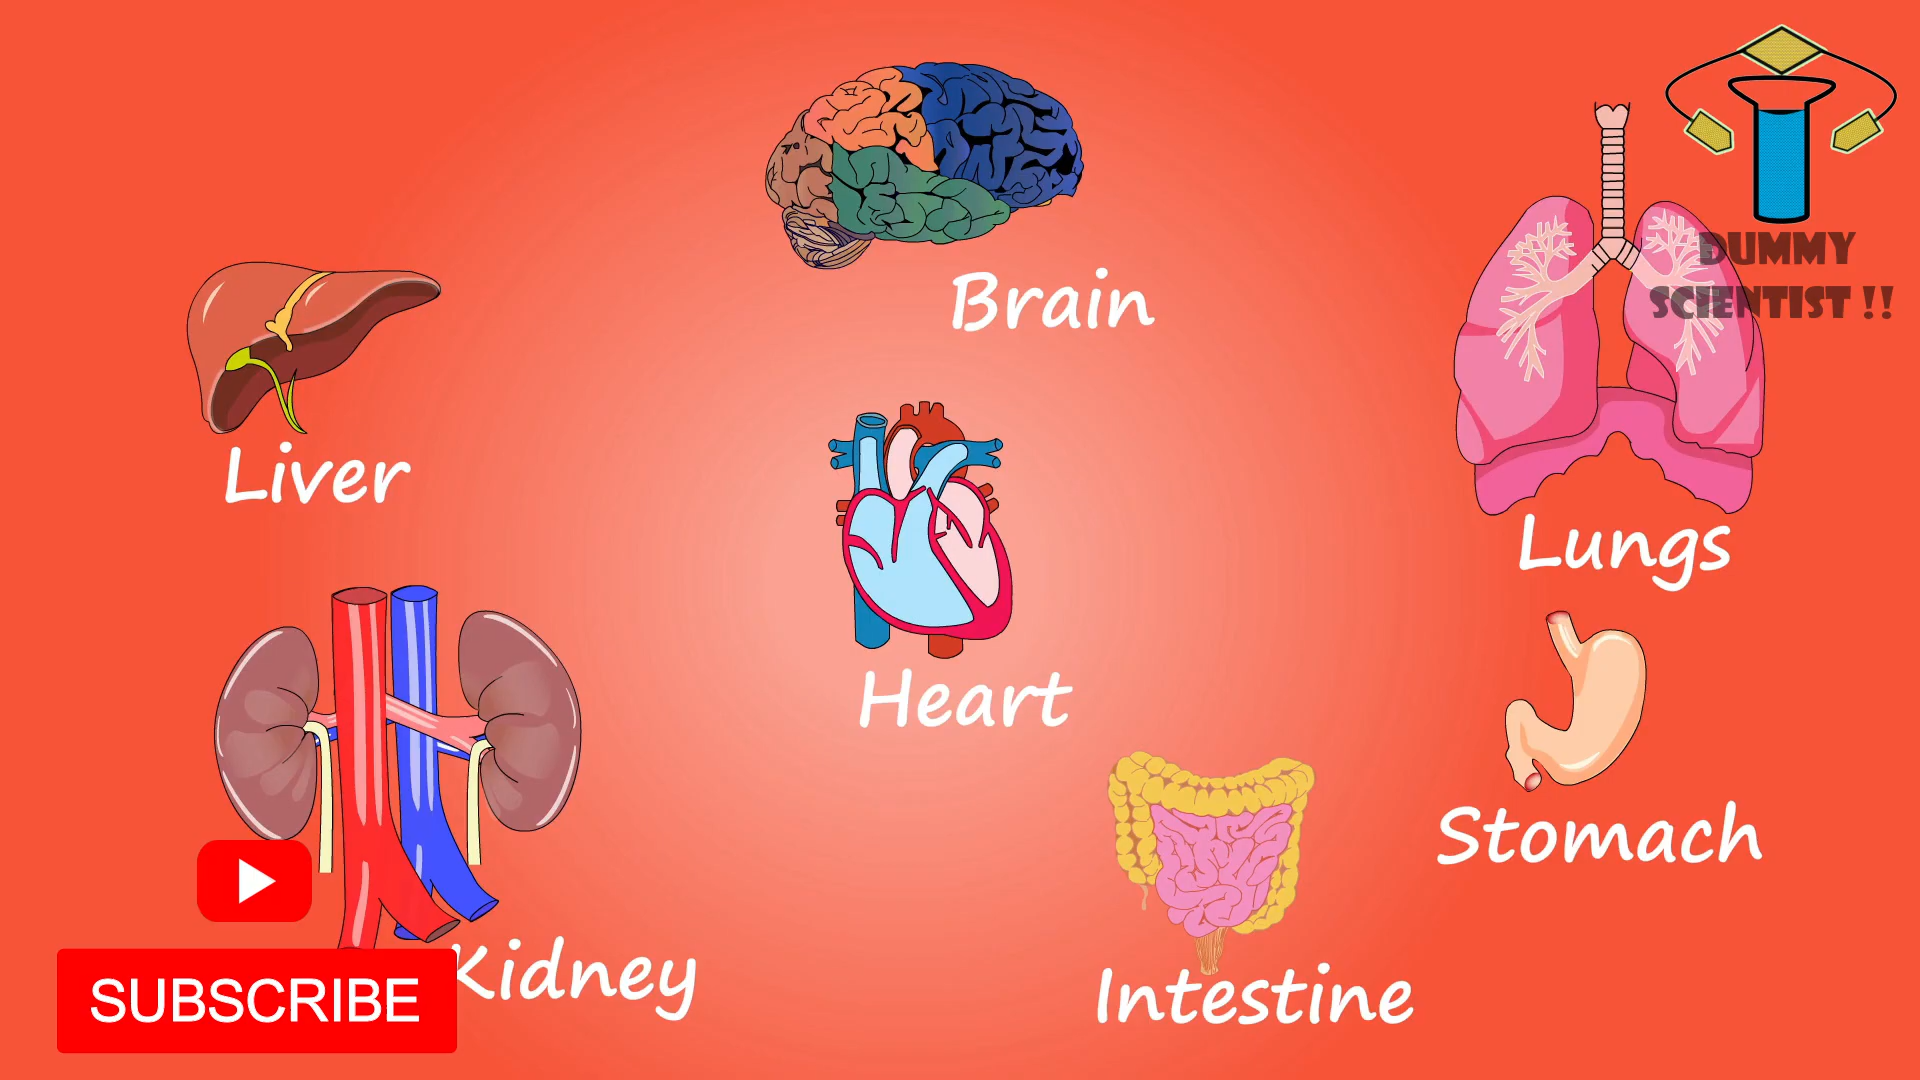 Brain
DUMMY
SCIENTIST !!
Liver
Lungs
Heart
Stomach
Kidney
Intestine
SUBSCRIBE